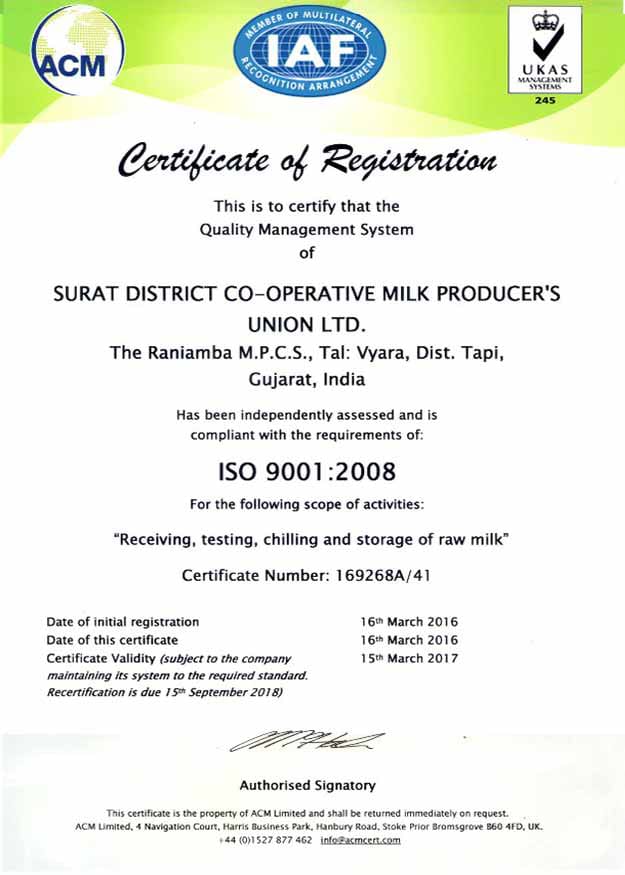 ACM
MEMBER OF MULTILATERAL
IAF
RECOGNITION ARRANGEMENT
UKAS
MANAGEMENT
SYSTEMS
245
Certificate of Registration
This is to certify that the
Quality Management System
of
SURAT DISTRICT CO-OPERATIVE MILK PRODUCER'S
UNION LTD.
The Raniamba M.P.C.S., Tal: Vyara, Dist. Tapi,
Gujarat, India
Has been independently assessed and is
compliant with the requirements of:
ISO 9001:2008
For the following scope of activities:
“Receiving, testing, chilling and storage of raw milk”
Certificate Number: 169268A/41
Date of initial registration 16th March 2016
Date of this certificate 16th March 2016
Certificate Validity (subject to the company 15th March 2017
maintaining its system to the required standard.
Recertification is due 15th September 2018)
Authorised Signatory
This certificate is the property of ACM Limited and shall be returned immediately on request.
ACM Limited, 4 Navigation Court, Harris Business Park, Hanbury Road, Stoke Prior Bromsgrove B60 4FD, UK.
+44 (0)1527 877 462 info@acmcert.com